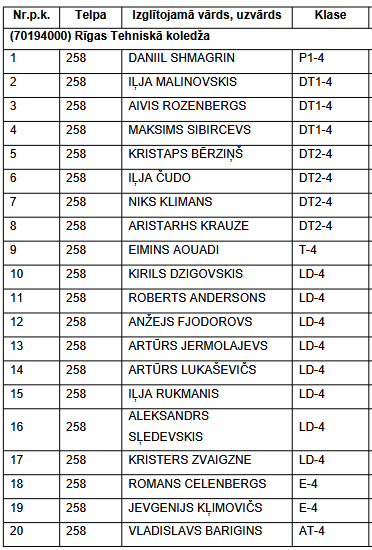 Nr.p.k. Telpa Izglītojamā vārds, uzvārds Klase
(70194000) Rīgas Tehniskā koledža
1 258 DANIIL SHMAGRIN P1-4
2 258 IĻJA MALINOVSKIS DT1-4
3 258 AIVIS ROZENBERGS DT1-4
4 258 MAKSIMS SIBIRCEVS DT1-4
5 258 KRISTAPS BĒRZIŅŠ DT2-4
6 258 IĻJA ČUDO DT2-4
7 258 NIKS KLIMANS DT2-4
8 258 ARISTARHS KRAUZE DT2-4
9 258 EIMINS AOUADI T-4
10 258 KIRILS DZIGOVSKIS LD-4
11 258 ROBERTS ANDERSONS LD-4
12 258 ANŽEJS FJODOROVS LD-4
13 258 ARTŪRS JERMOLAJEVS LD-4
14 258 ARTŪRS LUKAŠEVIČS LD-4
15 258 IĻJA RUKMANIS LD-4
16 258 ALEKSANDRS
SĻEDEVSKIS LD-4
17 258 KRISTERS ZVAIGZNE LD-4
18 258 ROMANS CELENBERGS E-4
19 258 JEVGENIJS KĻIMOVIČS E-4
20 258 VLADISLAVS BARIGINS AT-4